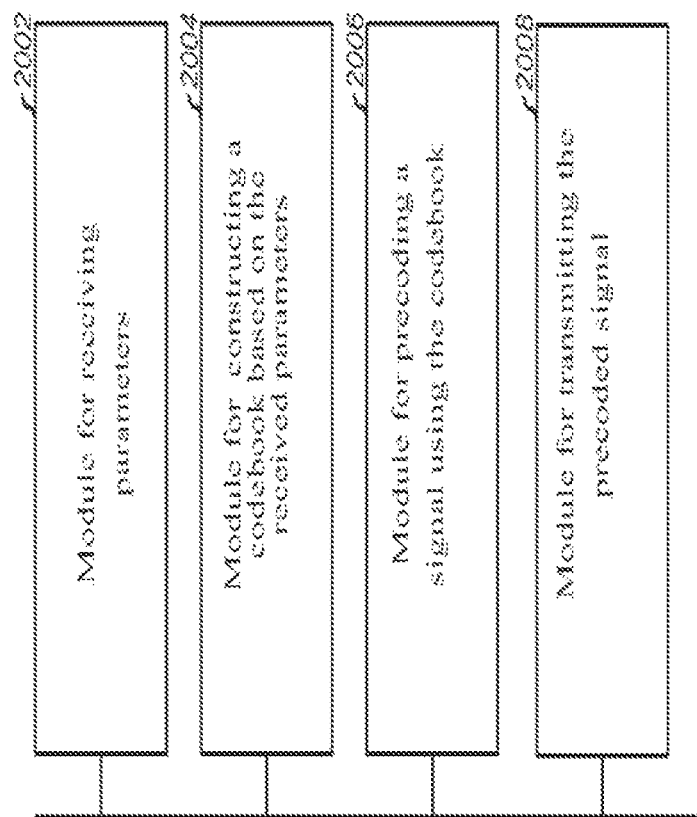 2002
Module for receiving
parameters
2004
Module for constructing a
codebook based on the
received parameters
2006
Module for precoding a
signal using the codebook
2008
Module for transmitting the
precoded signal